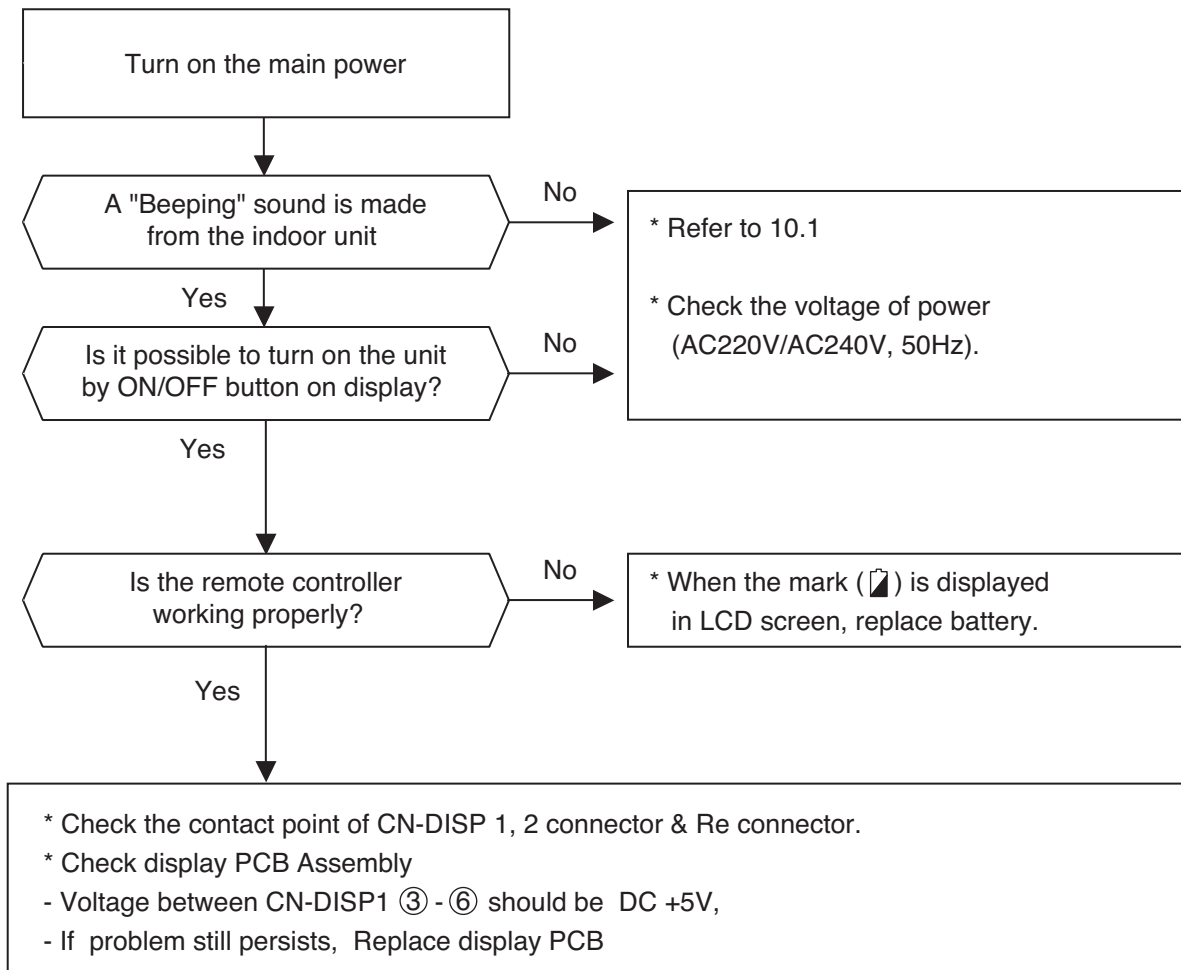 Turn on the main power
A "Beeping" sound is made
from the indoor unit
No
* Refer to 10.1
* Check the voltage of power
(AC220V/AC240V, 50Hz).
Yes
Is it possible to turn on the unit
by ON/OFF button on display?
No
Yes
Is the remote controller
working properly?
No
* When the mark ( ) is displayed
in LCD screen, replace battery.
Yes
* Check the contact point of CN-DISP 1, 2 connector & Re connector.
* Check display PCB Assembly
- Voltage between CN-DISP1 ③ - ⑥ should be DC +5V,
- If problem still persists, Replace display PCB